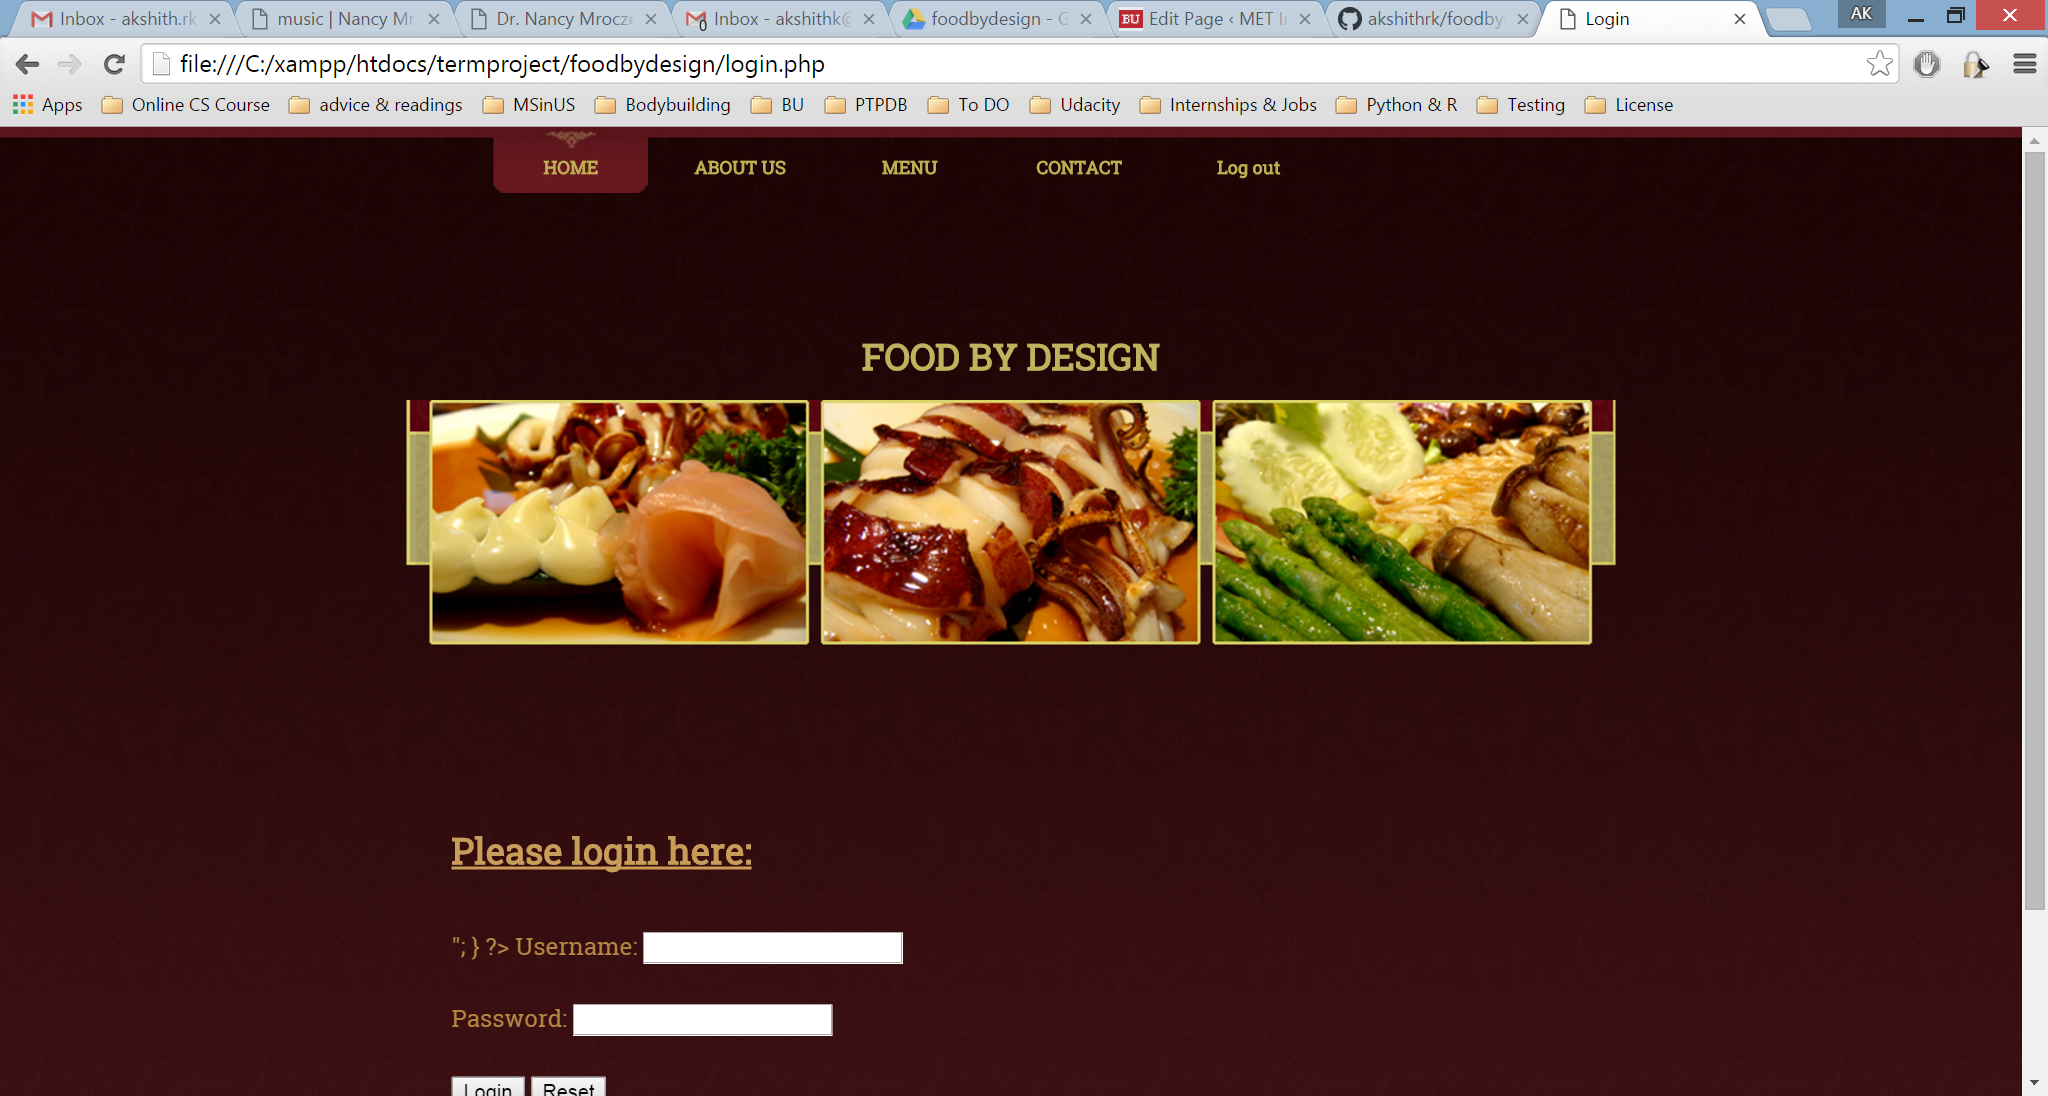 Inbox - akshith.rk music | Nancy Mr Dr. Nancy Mrocze Inbox - akshithk@ foodbydesign - G Edit Page ‹ MET I akshithrk/foodby Login AK
0 BU
file:///C:/xampp/htdocs/termproject/foodbydesign/login.php
Apps Online CS Course advice & readings MSinUS Bodybuilding BU PTPDB To DO Udacity Internships & Jobs Python & R Testing License
HOME ABOUT US MENU CONTACT Log out
FOOD BY DESIGN
Please login here:
"; } ?> Username:
Password:
Login Reset